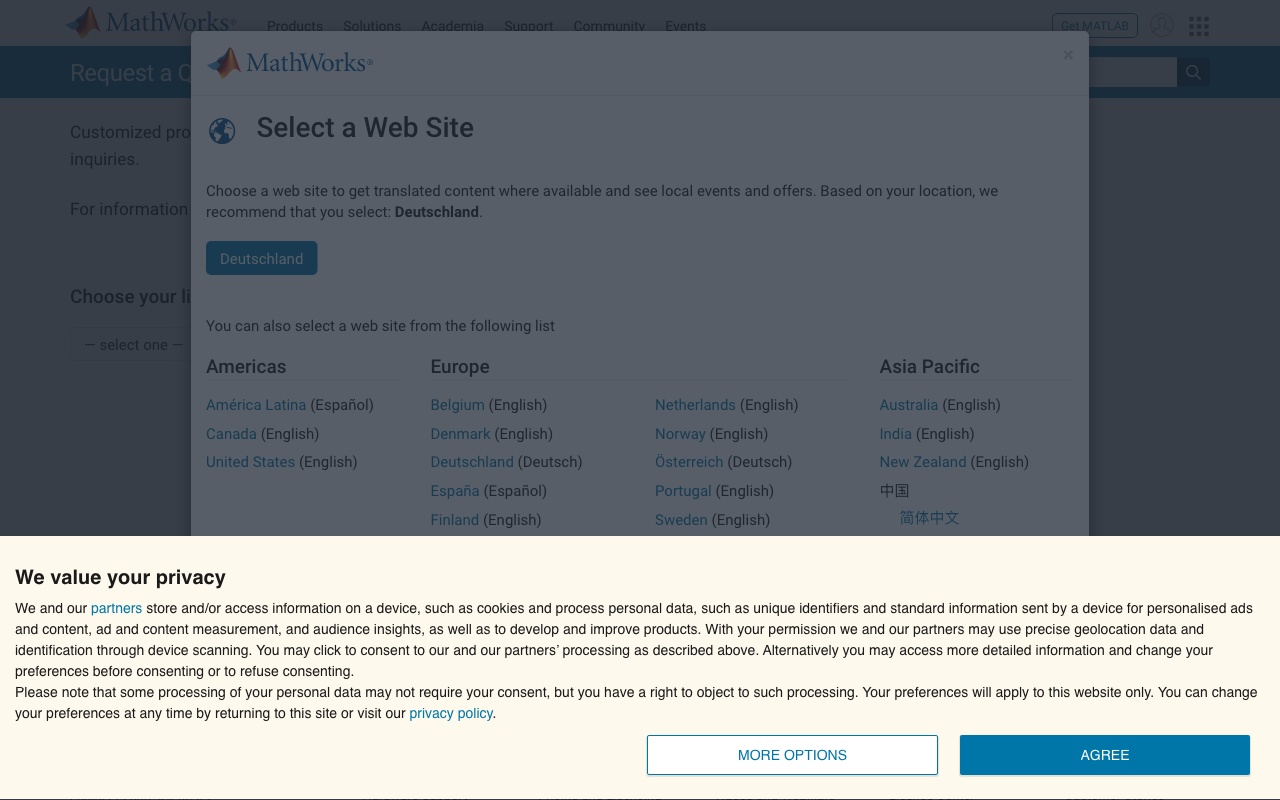 MathWorks®
Products Solutions Academia Support Community Events
Get MATLAB
Request a Q
MathWorks®
×
Select a Web Site
Customized pro
inquiries.
Choose a web site to get translated content where available and see local events and offers. Based on your location, we
recommend that you select: Deutschland.
For information
Deutschland
Choose your li
You can also select a web site from the following list
— select one —
Americas
América Latina (Español)
Canada (English)
United States (English)
Europe
Belgium (English)
Denmark (English)
Deutschland (Deutsch)
España (Español)
Finland (English)
Netherlands (English)
Norway (English)
Österreich (Deutsch)
Portugal (English)
Sweden (English)
Asia Pacific
Australia (English)
India (English)
New Zealand (English)
中国
简体中文
We value your privacy
We and our partners store and/or access information on a device, such as cookies and process personal data, such as unique identifiers and standard information sent by a device for personalised ads
and content, ad and content measurement, and audience insights, as well as to develop and improve products. With your permission we and our partners may use precise geolocation data and
identification through device scanning. You may click to consent to our and our partners’ processing as described above. Alternatively you may access more detailed information and change your
preferences before consenting or to refuse consenting.
Please note that some processing of your personal data may not require your consent, but you have a right to object to such processing. Your preferences will apply to this website only. You can change
your preferences at any time by returning to this site or visit our privacy policy.
MORE OPTIONS
AGREE